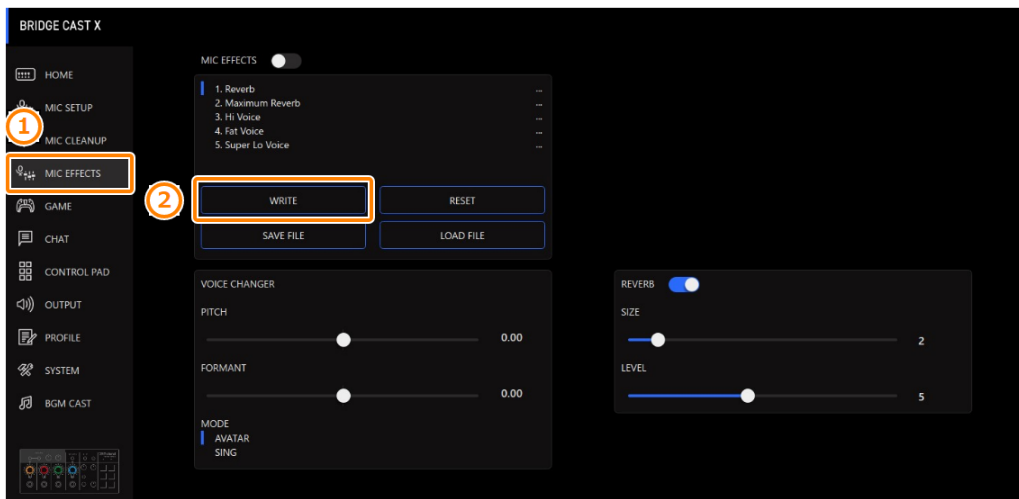 BRIDGE CAST X
HOME
MIC SETUP
1
MIC CLEANUP
MIC EFFECTS
GAME
CHAT
CONTROL PAD
OUTPUT
PROFILE
SYSTEM
BGM CAST
MIC EFFECTS
1. Reverb ...
2. Maximum Reverb ...
3. Hi Voice ...
4. Fat Voice ...
5. Super Lo Voice ...
2
WRITE RESET
SAVE FILE LOAD FILE
VOICE CHANGER
PITCH
0.00
FORMANT
0.00
MODE
AVATAR
SING
REVERB
SIZE
2
LEVEL
5